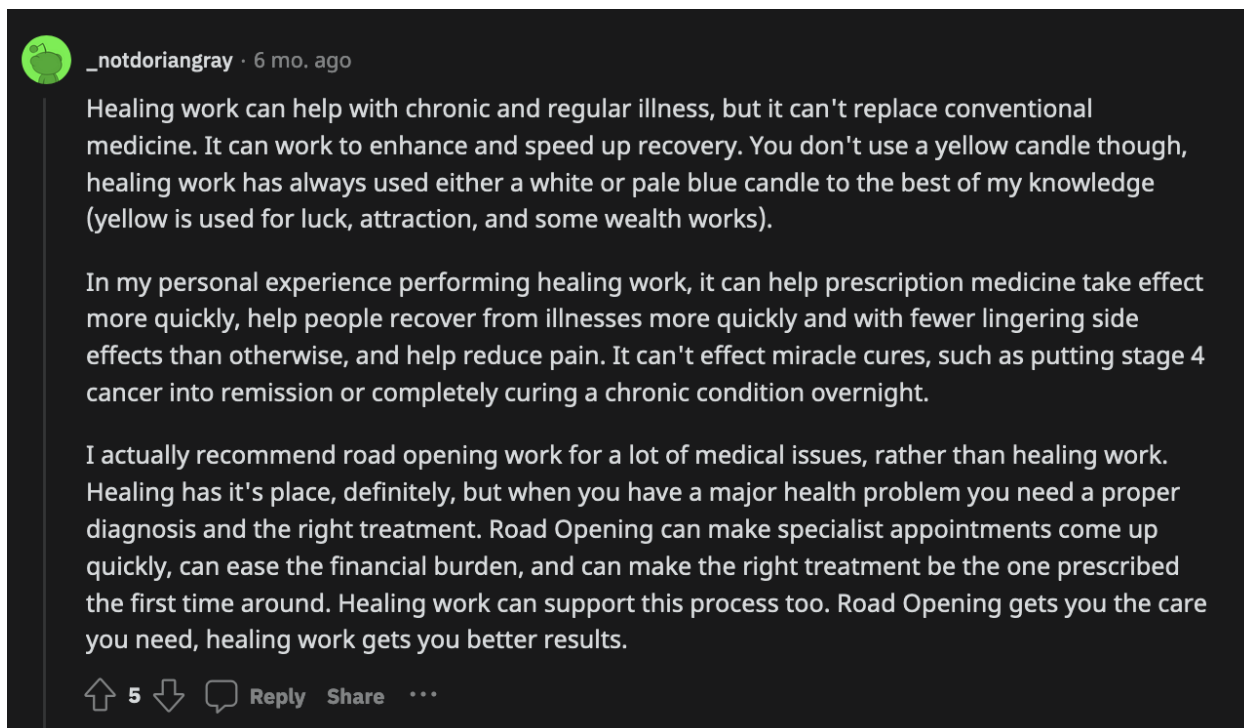 _notdoriangray · 6 mo. ago
Healing work can help with chronic and regular illness, but it can't replace conventional
medicine. It can work to enhance and speed up recovery. You don't use a yellow candle though,
healing work has always used either a white or pale blue candle to the best of my knowledge
(yellow is used for luck, attraction, and some wealth works).
In my personal experience performing healing work, it can help prescription medicine take effect
more quickly, help people recover from illnesses more quickly and with fewer lingering side
effects than otherwise, and help reduce pain. It can't effect miracle cures, such as putting stage 4
cancer into remission or completely curing a chronic condition overnight.
I actually recommend road opening work for a lot of medical issues, rather than healing work.
Healing has it's place, definitely, but when you have a major health problem you need a proper
diagnosis and the right treatment. Road Opening can make specialist appointments come up
quickly, can ease the financial burden, and can make the right treatment be the one prescribed
the first time around. Healing work can support this process too. Road Opening gets you the care
you need, healing work gets you better results.
5 Reply Share ···